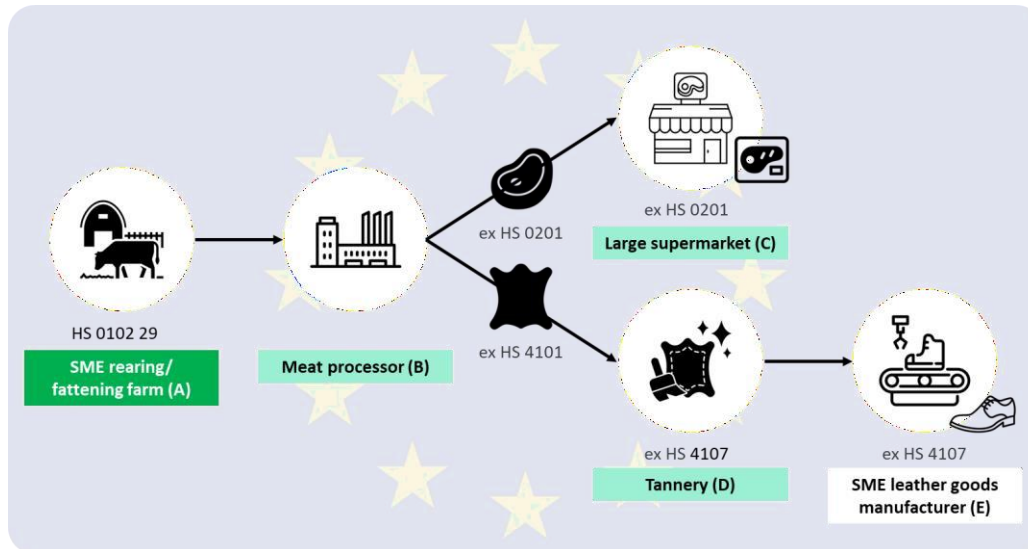 HS 0102 29
SME rearing/
fattening farm (A)
Meat processor (B)
ex HS 0201
ex HS 4101
ex HS 0201
Large supermarket (C)
ex HS 4107
Tannery (D)
ex HS 4107
SME leather goods
manufacturer (E)